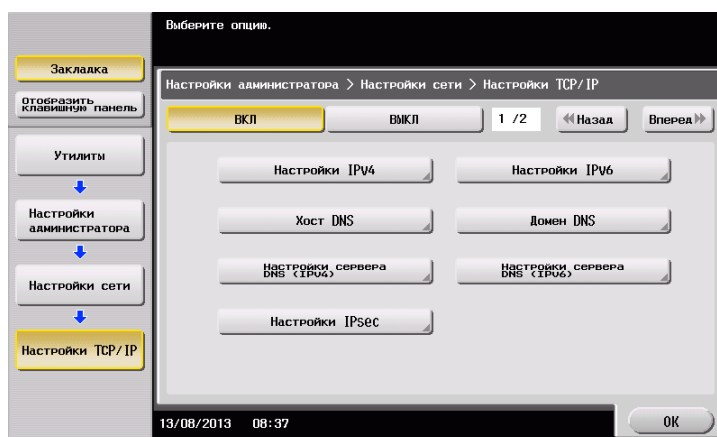 Выберите опцию.
Закладка
Отобразить
клавишную панель
Утилиты
Настройки
администратора
Настройки сети
Настройки TCP/IP
Настройки администратора > Настройки сети > Настройки TCP/IP
ВКЛ ВЫКЛ 1 /2 Назад Вперед
Настройки IPv4 Настройки IPv6
Хост DNS Домен DNS
Настройки сервера
DNS (IPv4)
Настройки сервера
DNS (IPv6)
Настройки IPsec
13/08/2013 08:37
OK